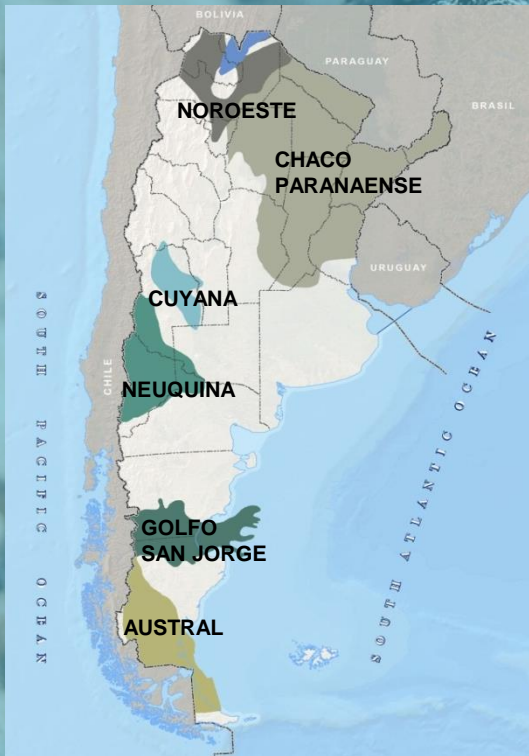 BOLIVIA
PARAGUAY
BRASIL
NOROESTE
CHACO
PARANAENSE
URUGUAY
CUYANA
CHILE
NEUQUINA
SOUTH PACIFIC OCEAN
SOUTH ATLANTIC OCEAN
GOLFO
SAN JORGE
AUSTRAL